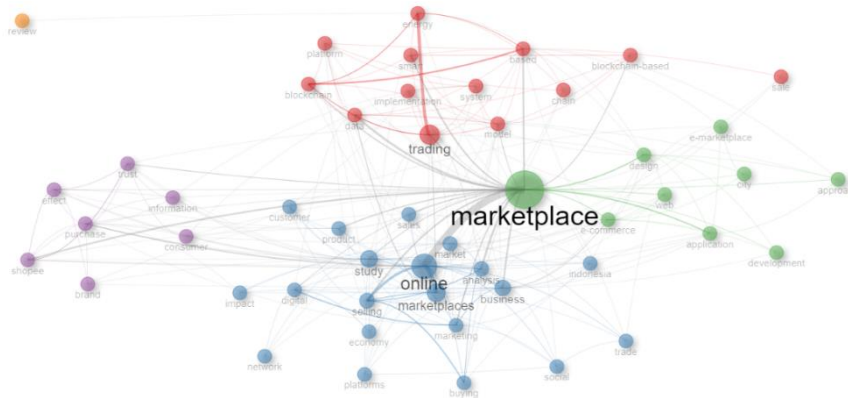 energy
review
platform
smart
based
blockchain-based
blockchain
implementation
system
chain
sale
data
trading
model
e-marketplace
trust
design
city
effect
information
marketplace
web
approach
customer
sales
purchase
product
e-commerce
consumer
market
application
shopee
study
online
analysis
indonesia
development
brand
impact
digital
selling
marketplaces
business
economy
marketing
network
social
trade
platforms
buying